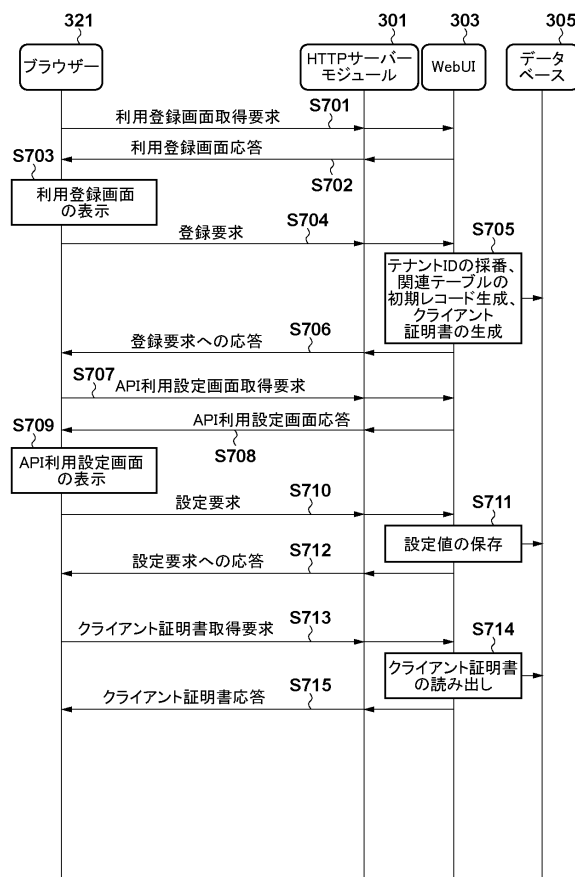 321
301
303
305
ブラウザー
HTTPサーバー
モジュール
WebUI
データ
ベース
S701
利用登録画面取得要求
利用登録画面応答
S702
S703
利用登録画面
の表示
S704
登録要求
S705
テナントIDの採番、
関連テーブルの
初期レコード生成、
クライアント
証明書の生成
S706
登録要求への応答
S707
API利用設定画面取得要求
API利用設定画面応答
S708
S709
API利用設定画面
の表示
S710
設定要求
S711
設定値の保存
S712
設定要求への応答
S713
クライアント証明書取得要求
S714
クライアント証明書
の読み出し
S715
クライアント証明書応答